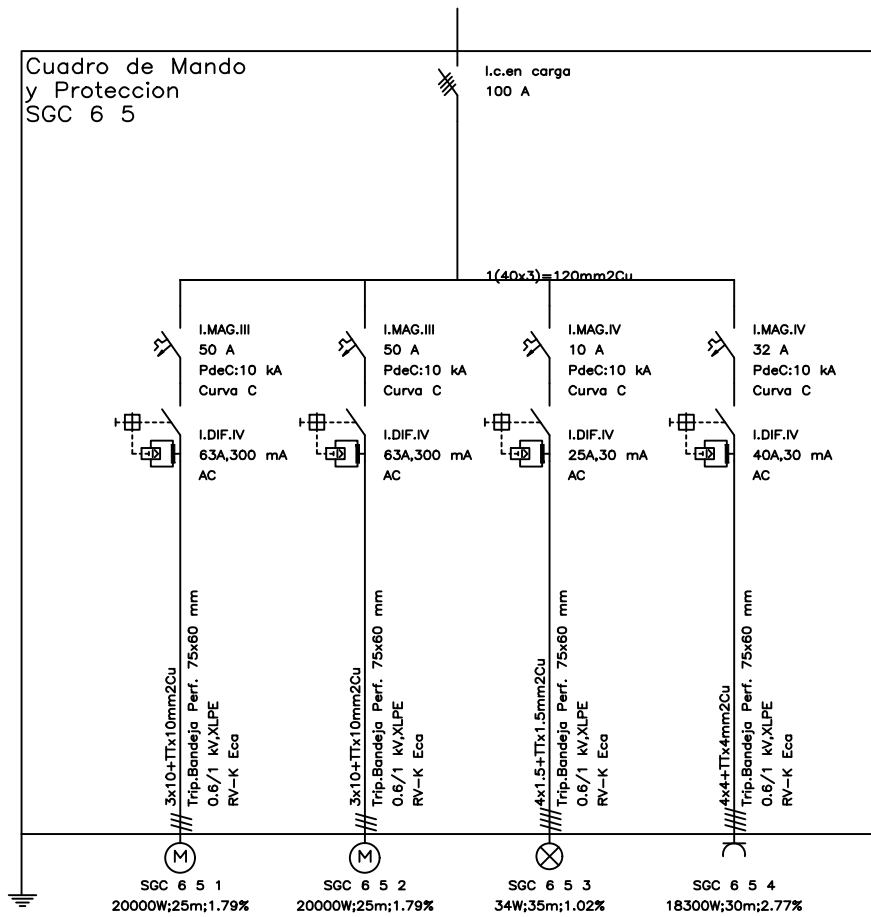 Cuadro de Mando
y Proteccion
SGC 6 5
I.c.en carga
100 A
1(40x3)=120mm2Cu
I.MAG.III
50 A
PdeC:10 kA
Curva C
I.DIF.IV
63A,300 mA
AC
3x10+TTx10mm2Cu
Trip.Bandeja Perf. 75x60 mm
0.6/1 kV,XLPE
RV-K Eca
M
SGC 6 5 1
20000W;25m;1.79%
I.MAG.III
50 A
PdeC:10 kA
Curva C
I.DIF.IV
63A,300 mA
AC
3x10+TTx10mm2Cu
Trip.Bandeja Perf. 75x60 mm
0.6/1 kV,XLPE
RV-K Eca
M
SGC 6 5 2
20000W;25m;1.79%
I.MAG.IV
10 A
PdeC:10 kA
Curva C
I.DIF.IV
25A,30 mA
AC
4x1.5+TTx1.5mm2Cu
Trip.Bandeja Perf. 75x60 mm
0.6/1 kV,XLPE
RV-K Eca
SGC 6 5 3
34W;35m;1.02%
I.MAG.IV
32 A
PdeC:10 kA
Curva C
I.DIF.IV
40A,30 mA
AC
4x4+TTx4mm2Cu
Trip.Bandeja Perf. 75x60 mm
0.6/1 kV,XLPE
RV-K Eca
SGC 6 5 4
18300W;30m;2.77%